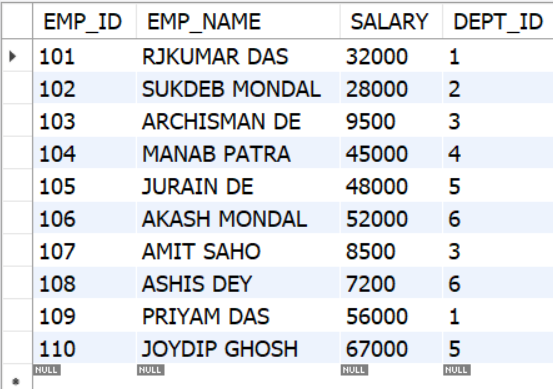 EMP_ID EMP_NAME SALARY DEPT_ID
101 RJKUMAR DAS 32000 1
102 SUKDEB MONDAL 28000 2
103 ARCHISMAN DE 9500 3
104 MANAB PATRA 45000 4
105 JURAIN DE 48000 5
106 AKASH MONDAL 52000 6
107 AMIT SAHO 8500 3
108 ASHIS DEY 7200 6
109 PRIYAM DAS 56000 1
110 JOYDIP GHOSH 67000 5
NULL NULL NULL NULL